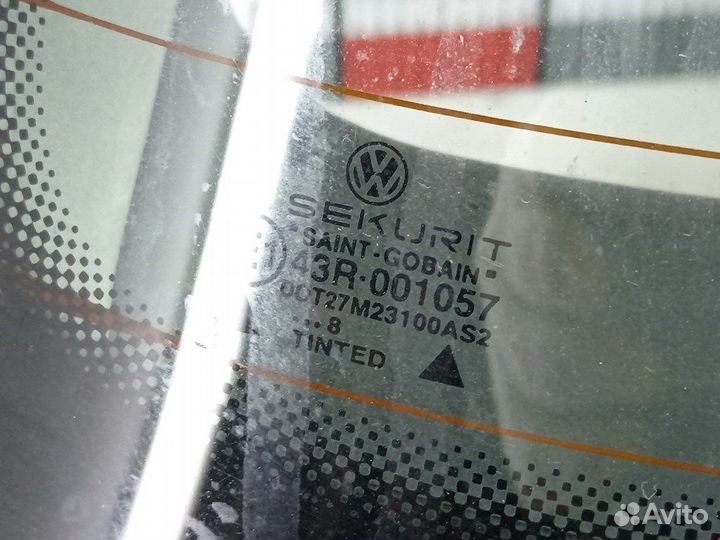 SEKURIT
SAINT-GOBAIN
43R-001057
DOT27M23100AS2
...8
TINTED
Avito